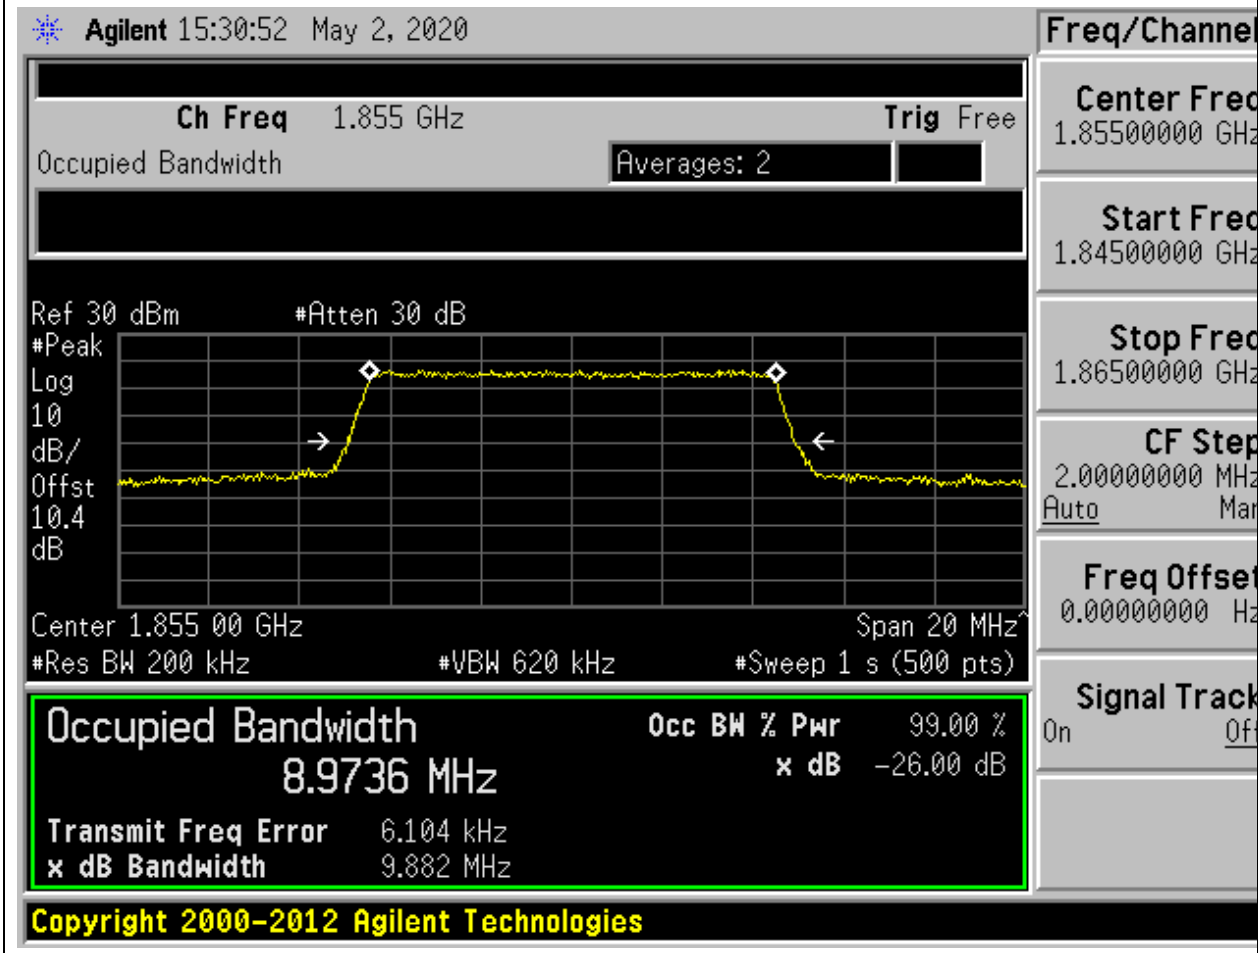 Agilent 15:30:52 May 2, 2020
Freq/Channel
Ch Freq 1.855 GHz Trig Free
Occupied Bandwidth Averages: 2
Center Freq
1.85500000 GHz
Start Freq
1.84500000 GHz
Stop Freq
1.86500000 GHz
CF Step
2.00000000 MHz
Auto Man
Freq Offset
0.00000000 Hz
Signal Track
On Off
Ref 30 dBm #Atten 30 dB
#Peak
Log
10
dB/
Offst
10.4
dB
Center 1.855 00 GHz Span 20 MHz^
#Res BW 200 kHz #VBW 620 kHz #Sweep 1 s (500 pts)
Occupied Bandwidth Occ BW % Pwr 99.00 %
8.9736 MHz x dB -26.00 dB
Transmit Freq Error 6.104 kHz
x dB Bandwidth 9.882 MHz
Copyright 2000-2012 Agilent Technologies